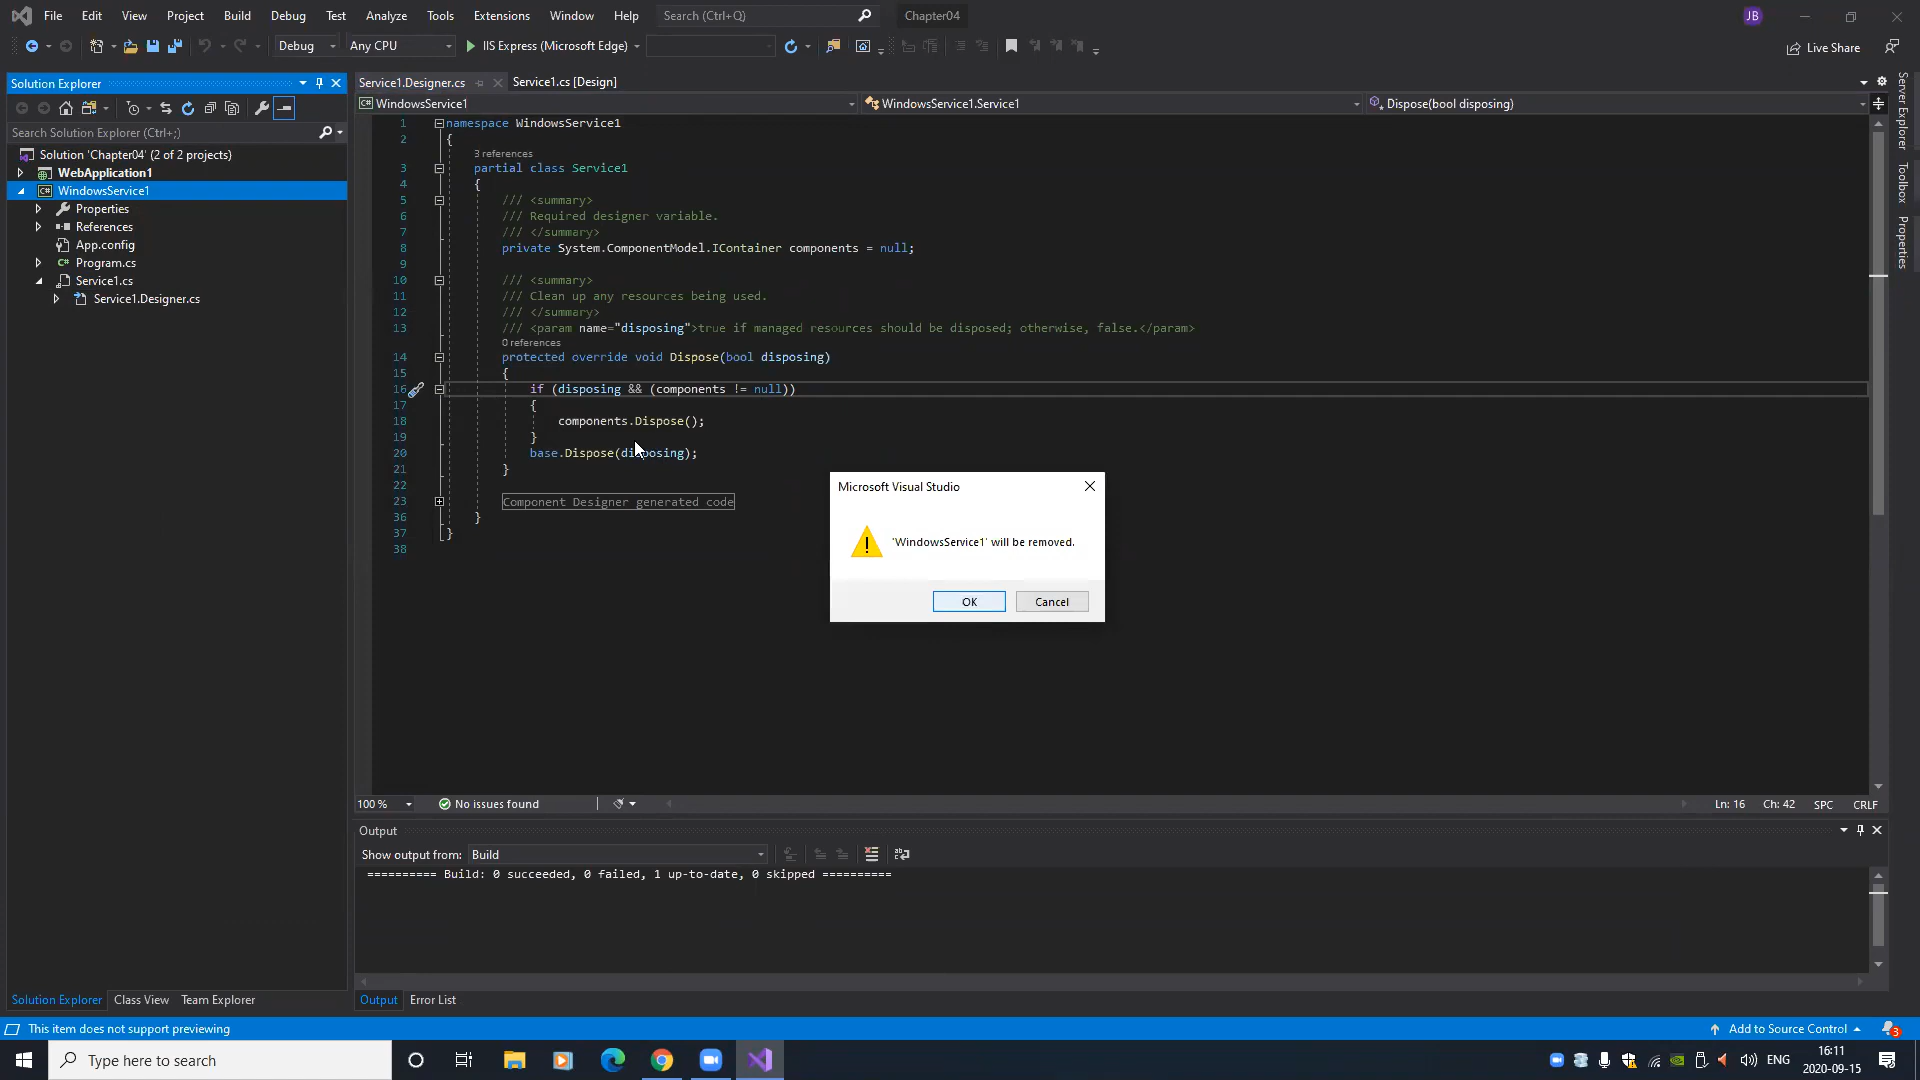 File Edit View Project Build Debug Test Analyze Tools Extensions Window Help Search (Ctrl+Q) Chapter04 JB
Debug Any CPU IIS Express (Microsoft Edge) Live Share
Solution Explorer
Search Solution Explorer (Ctrl+;)
Solution 'Chapter04' (2 of 2 projects)
WebApplication1
WindowsService1
Properties
References
App.config
C# Program.cs
Service1.cs
Service1.Designer.cs
Solution Explorer Class View Team Explorer
Service1.Designer.cs Service1.cs [Design]
C# WindowsService1 WindowsService1.Service1 Dispose(bool disposing)
1 namespace WindowsService1
2 {
3 references
3 partial class Service1
4 {
5 /// <summary>
6 /// Required designer variable.
7 /// </summary>
8 private System.ComponentModel.IContainer components = null;
9
10 /// <summary>
11 /// Clean up any resources being used.
12 /// </summary>
13 /// <param name="disposing">true if managed resources should be disposed; otherwise, false.</param>
0 references
14 protected override void Dispose(bool disposing)
15 {
16 if (disposing && (components != null))
17 {
18 components.Dispose();
19 }
20 base.Dispose(disposing);
21 }
22
23 Component Designer generated code
36 }
37 }
38
Microsoft Visual Studio
'WindowsService1' will be removed.
OK Cancel
100 % No issues found Ln: 16 Ch: 42 SPC CRLF
Output
Show output from: Build
========== Build: 0 succeeded, 0 failed, 1 up-to-date, 0 skipped ==========
Output Error List
Server Explorer
Toolbox
Properties
This item does not support previewing Add to Source Control 3
Type here to search ENG 16:11
2020-09-15